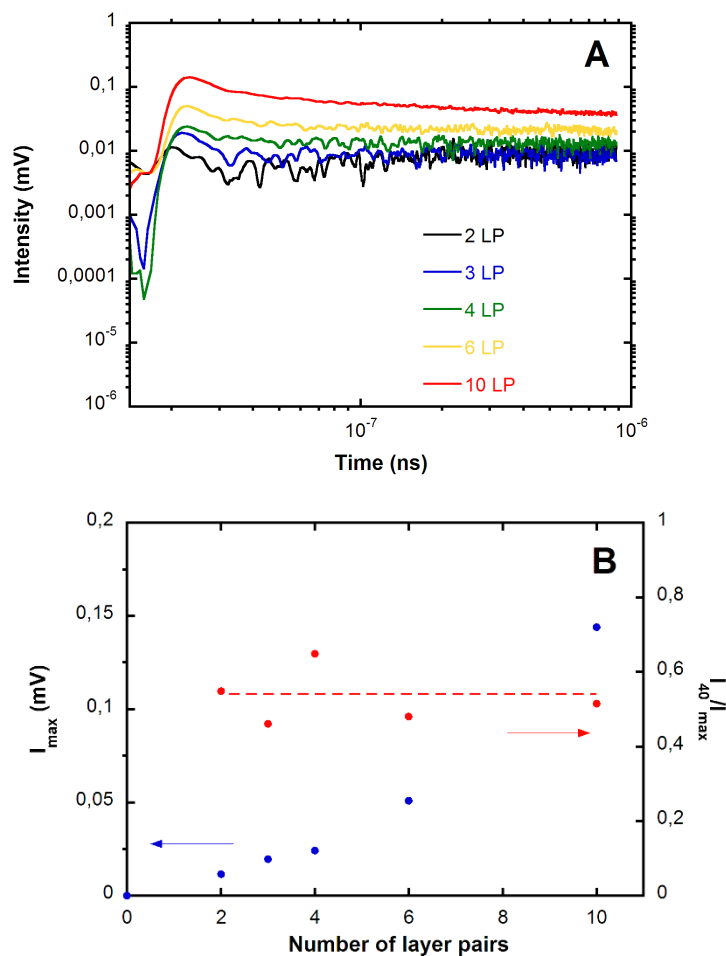 1
A
0,1
0,01
0,001
0,0001
10⁻⁵
10⁻⁶
Intensity (mV)
2 LP
3 LP
4 LP
6 LP
10 LP
10⁻⁷ 10⁻⁶
Time (ns)
0,2 1
B
0,15 0,8
0,6
0,1
0,4
0,05
0,2
0 0
I_max (mV)
I_40/I_max
0 2 4 6 8 10
Number of layer pairs